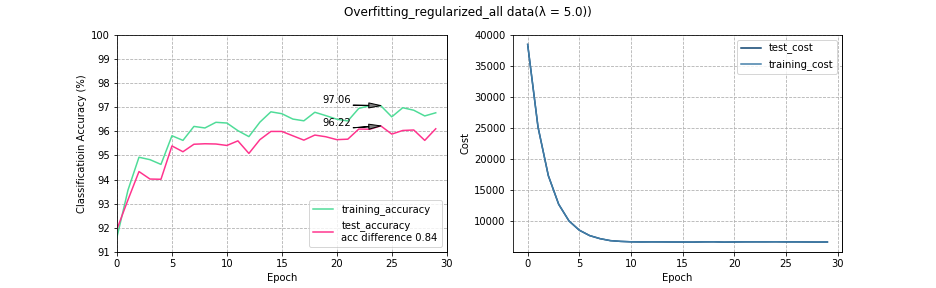 Overfitting_regularized_all data(λ = 5.0))
100
99
98
97
96
95
94
93
92
91
Classificatioin Accuracy (%)
97.06
96.22
training_accuracy
test_accuracy
acc difference 0.84
0 5 10 15 20 25 30
Epoch
40000
35000
30000
25000
20000
15000
10000
Cost
test_cost
training_cost
0 5 10 15 20 25 30
Epoch